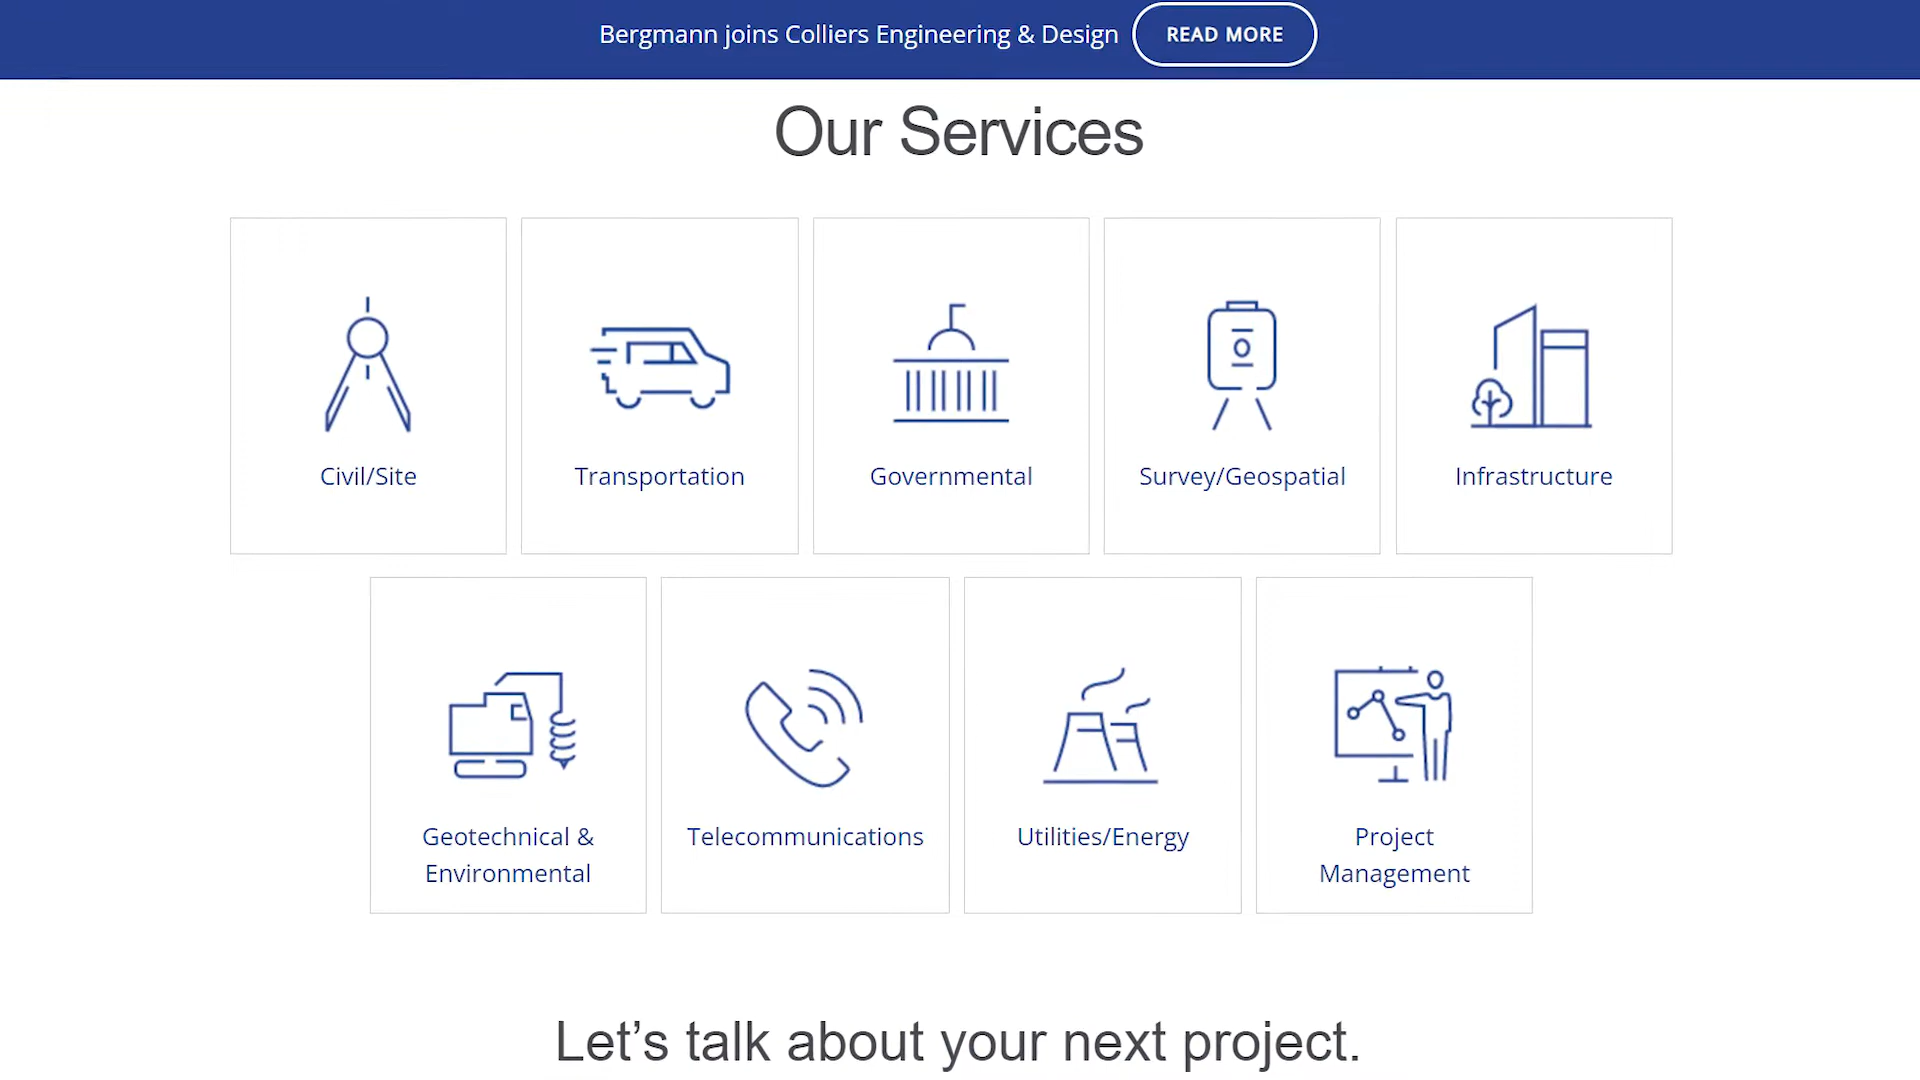 Bergmann joins Colliers Engineering & Design
READ MORE
Our Services
Civil/Site
Transportation
Governmental
Survey/Geospatial
Infrastructure
Geotechnical &
Environmental
Telecommunications
Utilities/Energy
Project
Management
Let’s talk about your next project.